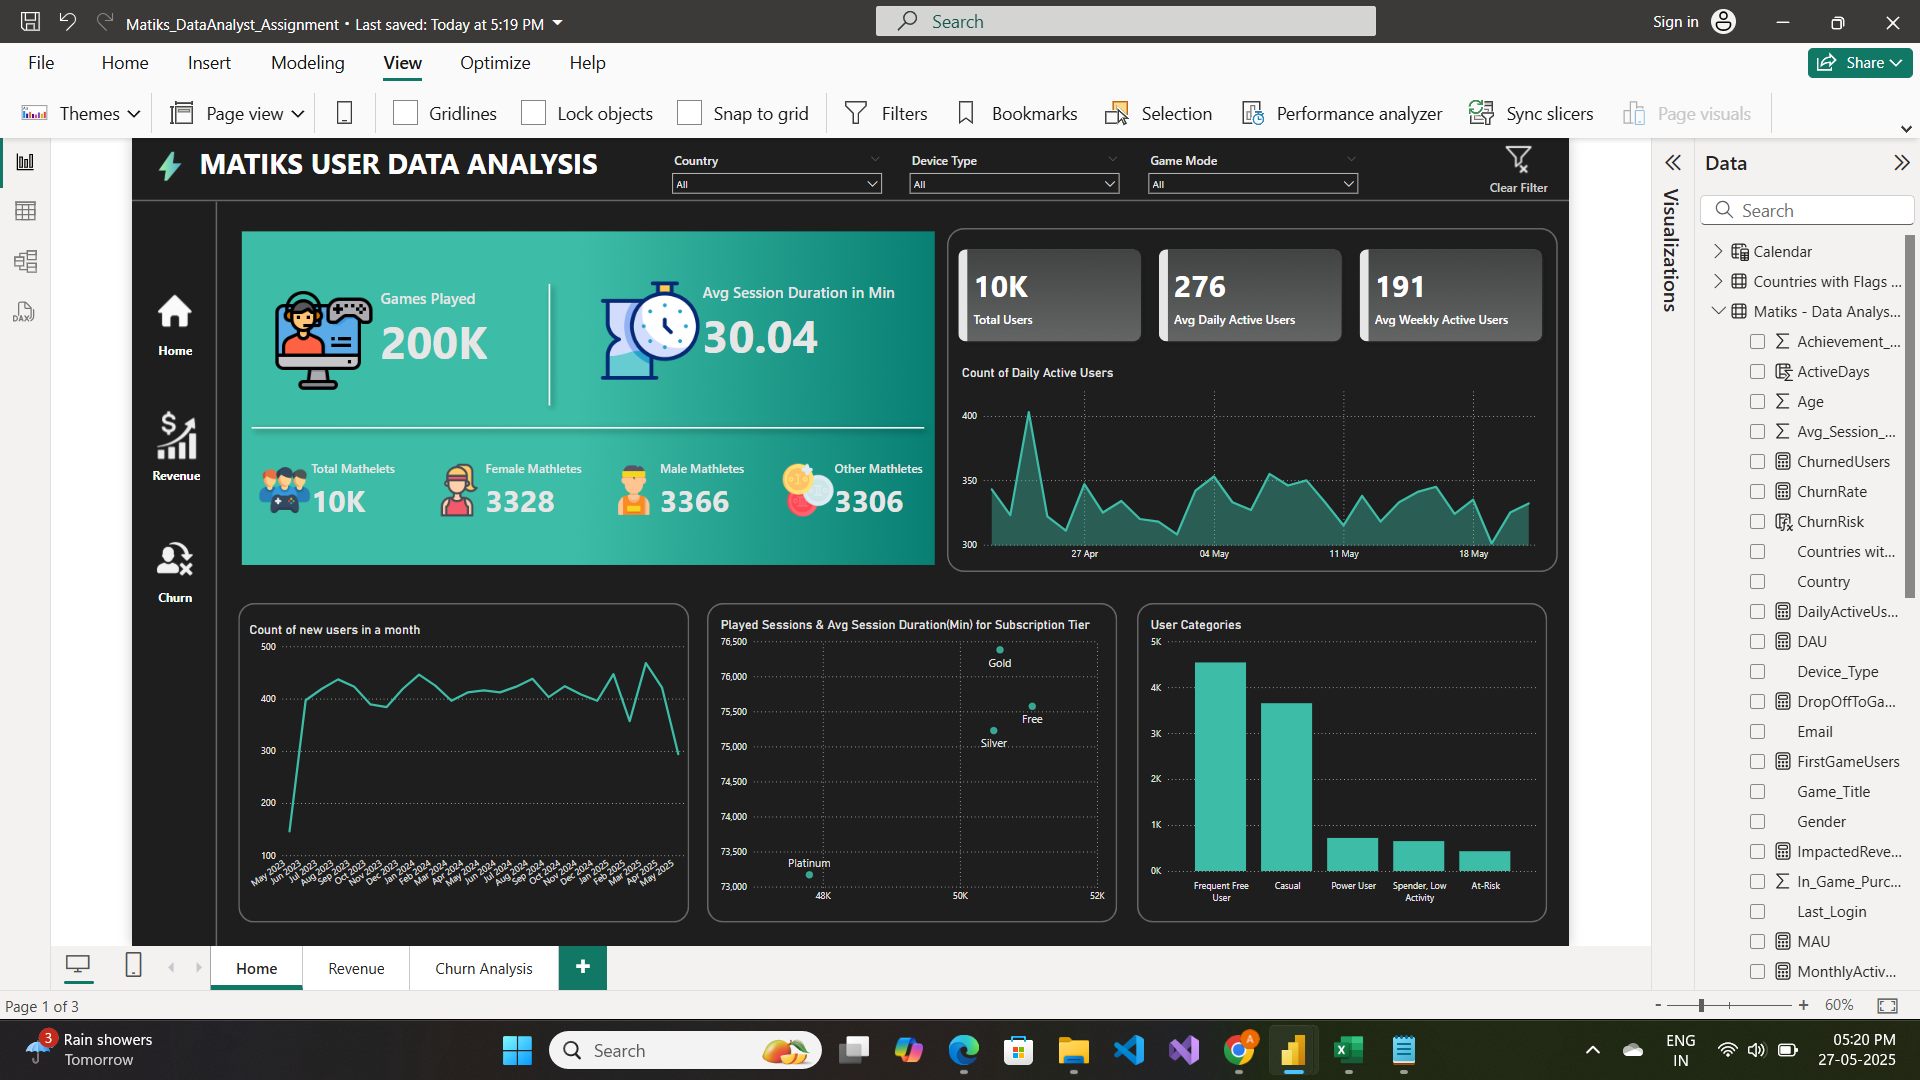 Matiks_DataAnalyst_Assignment • Last saved: Today at 5:19 PM
Search
Sign in
File
Home
Insert
Modeling
View
Optimize
Help
Share
Themes
Page view
Gridlines
Lock objects
Snap to grid
Filters
Bookmarks
Selection
Performance analyzer
Sync slicers
Page visuals
MATIKS USER DATA ANALYSIS
Country
All
Device Type
All
Game Mode
All
Clear Filter
Home
Revenue
Churn
Games Played
200K
Avg Session Duration in Min
30.04
Total Mathelets
10K
Female Mathletes
3328
Male Mathletes
3366
Other Mathletes
3306
10K
Total Users
276
Avg Daily Active Users
191
Avg Weekly Active Users
Count of Daily Active Users
400
350
300
27 Apr
04 May
11 May
18 May
Count of new users in a month
500
400
300
200
100
May 2023
Jun 2023
Jul 2023
Aug 2023
Sep 2023
Oct 2023
Nov 2023
Dec 2023
Jan 2024
Feb 2024
Mar 2024
Apr 2024
May 2024
Jun 2024
Jul 2024
Aug 2024
Sep 2024
Oct 2024
Nov 2024
Dec 2024
Jan 2025
Feb 2025
Mar 2025
Apr 2025
May 2025
Played Sessions & Avg Session Duration(Min) for Subscription Tier
76,500
76,000
75,500
75,000
74,500
74,000
73,500
73,000
Gold
Free
Silver
Platinum
48K
50K
52K
User Categories
5K
4K
3K
2K
1K
0K
Frequent Free
User
Casual
Power User
Spender, Low
Activity
At-Risk
Visualizations
Data
Search
Calendar
Countries with Flags ...
Matiks - Data Analys...
Achievement_...
ActiveDays
Age
Avg_Session_...
ChurnedUsers
ChurnRate
ChurnRisk
Countries wit...
Country
DailyActiveUs...
DAU
Device_Type
DropOffToGa...
Email
FirstGameUsers
Game_Title
Gender
ImpactedReve...
In_Game_Purc...
Last_Login
MAU
MonthlyActiv...
Home
Revenue
Churn Analysis
+
Page 1 of 3
- + 60%
3
Rain showers
Tomorrow
Search
A
ENG
IN
05:20 PM
27-05-2025